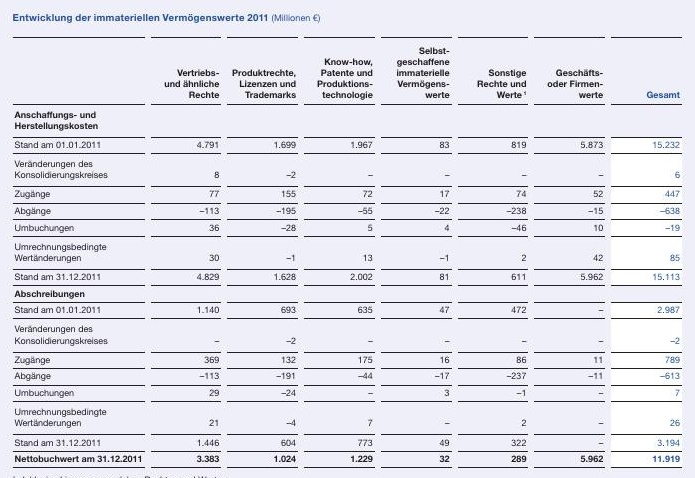 Entwicklung der immateriellen Vermögenswerte 2011 (Millionen €)
Vertriebs- und ähnliche Rechte Produktrechte, Lizenzen und Trademarks Know-how, Patente und Produktions- technologie Selbst- geschaffene immaterielle Vermögens- werte Sonstige Rechte und Werte ¹ Geschäfts- oder Firmen- werte Gesamt
Anschaffungs- und
Herstellungskosten
Stand am 01.01.2011 4.791 1.699 1.967 83 819 5.873 15.232
Veränderungen des
Konsolidierungskreises 8 –2 – – – – 6
Zugänge 77 155 72 17 74 52 447
Abgänge –113 –195 –55 –22 –238 –15 –638
Umbuchungen 36 –28 5 4 –46 10 –19
Umrechnungsbedingte
Wertänderungen 30 –1 13 –1 2 42 85
Stand am 31.12.2011 4.829 1.628 2.002 81 611 5.962 15.113
Abschreibungen
Stand am 01.01.2011 1.140 693 635 47 472 – 2.987
Veränderungen des
Konsolidierungskreises – –2 – – – – –2
Zugänge 369 132 175 16 86 11 789
Abgänge –113 –191 –44 –17 –237 –11 –613
Umbuchungen 29 –24 – 3 –1 – 7
Umrechnungsbedingte
Wertänderungen 21 –4 7 – 2 – 26
Stand am 31.12.2011 1.446 604 773 49 322 – 3.194
Nettobuchwert am 31.12.2011 3.383 1.024 1.229 32 289 5.962 11.919